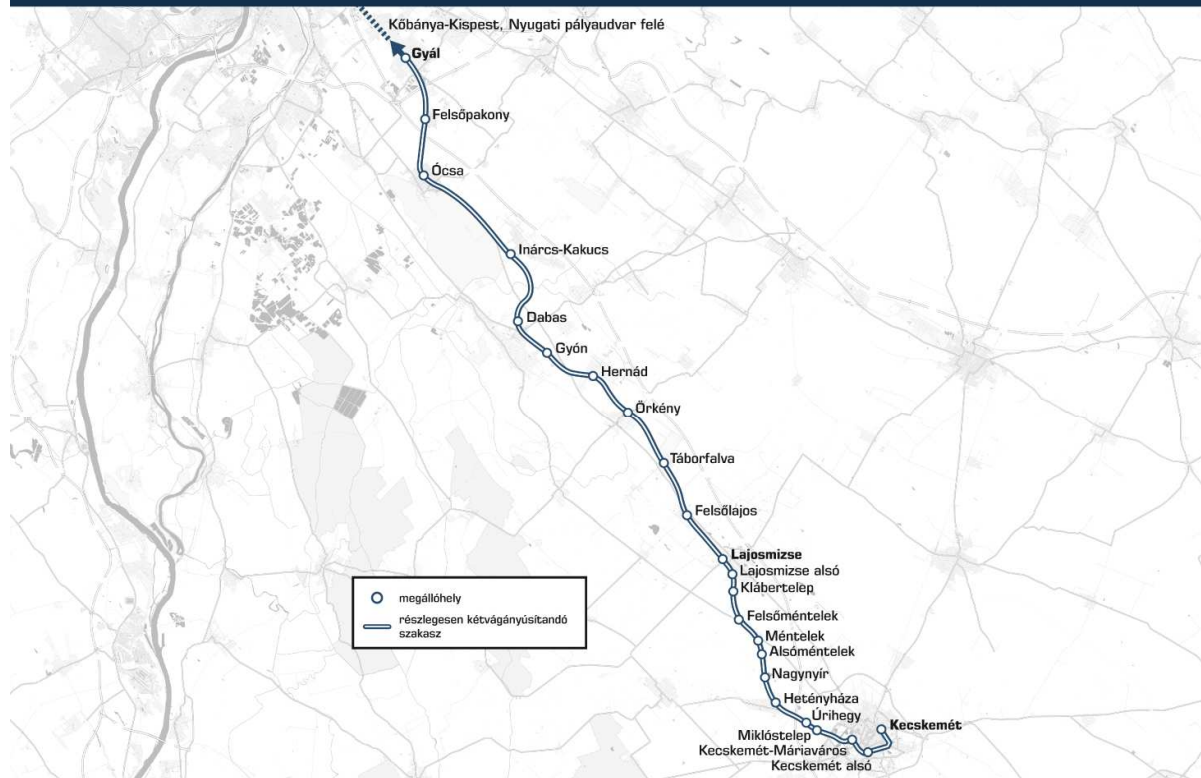 Kőbánya-Kispest, Nyugati pályaudvar felé
Gyál
Felsőpakony
Ócsa
Inárcs-Kakucs
Dabas
Gyón
Hernád
Örkény
Táborfalva
Felsőlajos
Lajosmizse
Lajosmizse alsó
Klábertelep
Felsőméntelek
Méntelek
Alsóméntelek
Nagynyír
Hetényháza
Úrihegy
Miklóstelep
Kecskemét
Kecskemét-Máriaváros
Kecskemét alsó
megállóhely
részlegesen kétvágányúsítandó
szakasz